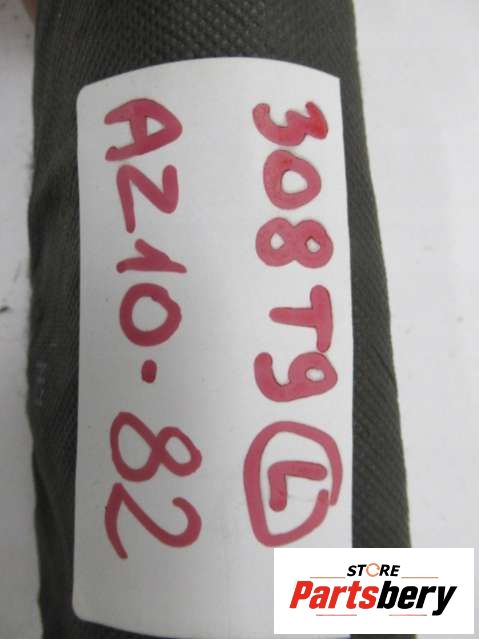 308T9 L
AZ10-82
STORE
Partsbery